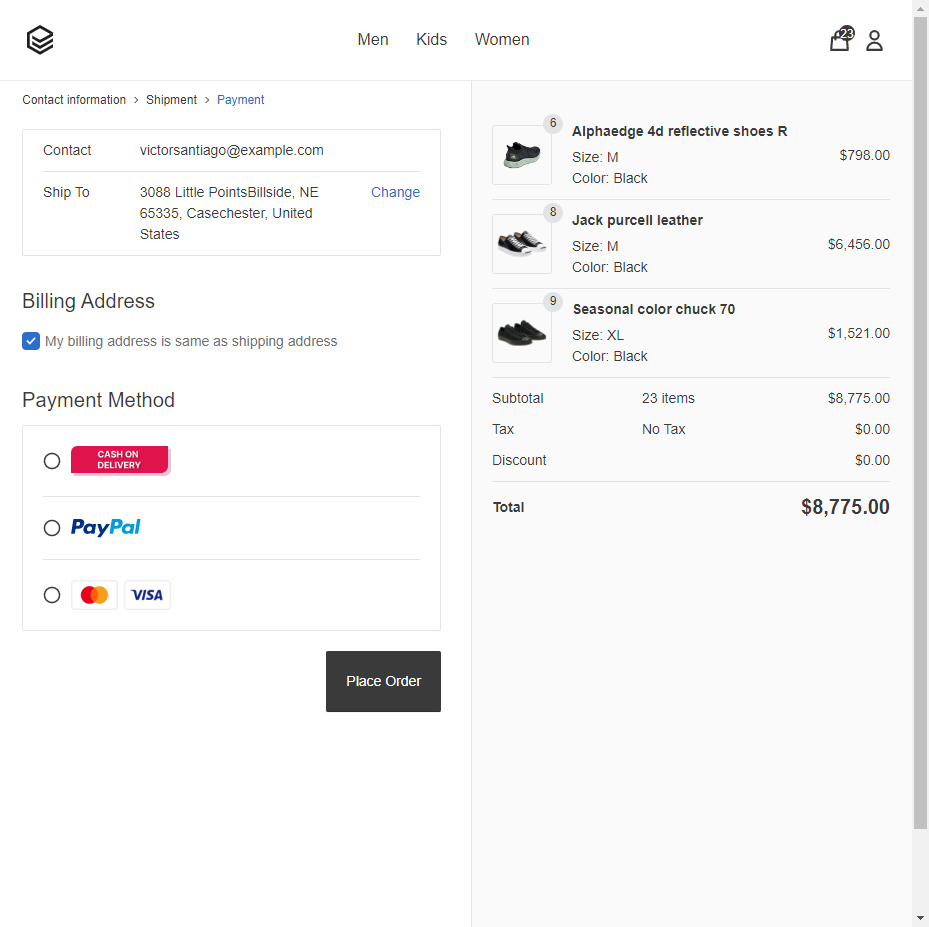 Men Kids Women
23
Contact information > Shipment > Payment
Contact victorsantiago@example.com
Ship To 3088 Little PointsBillside, NE Change
65335, Casechester, United
States
Billing Address
My billing address is same as shipping address
Payment Method
CASH ON
DELIVERY
PayPal
VISA
Place Order
6
Alphaedge 4d reflective shoes R
Size: M
Color: Black
$798.00
8
Jack purcell leather
Size: M
Color: Black
$6,456.00
9
Seasonal color chuck 70
Size: XL
Color: Black
$1,521.00
Subtotal 23 items $8,775.00
Tax No Tax $0.00
Discount $0.00
Total $8,775.00